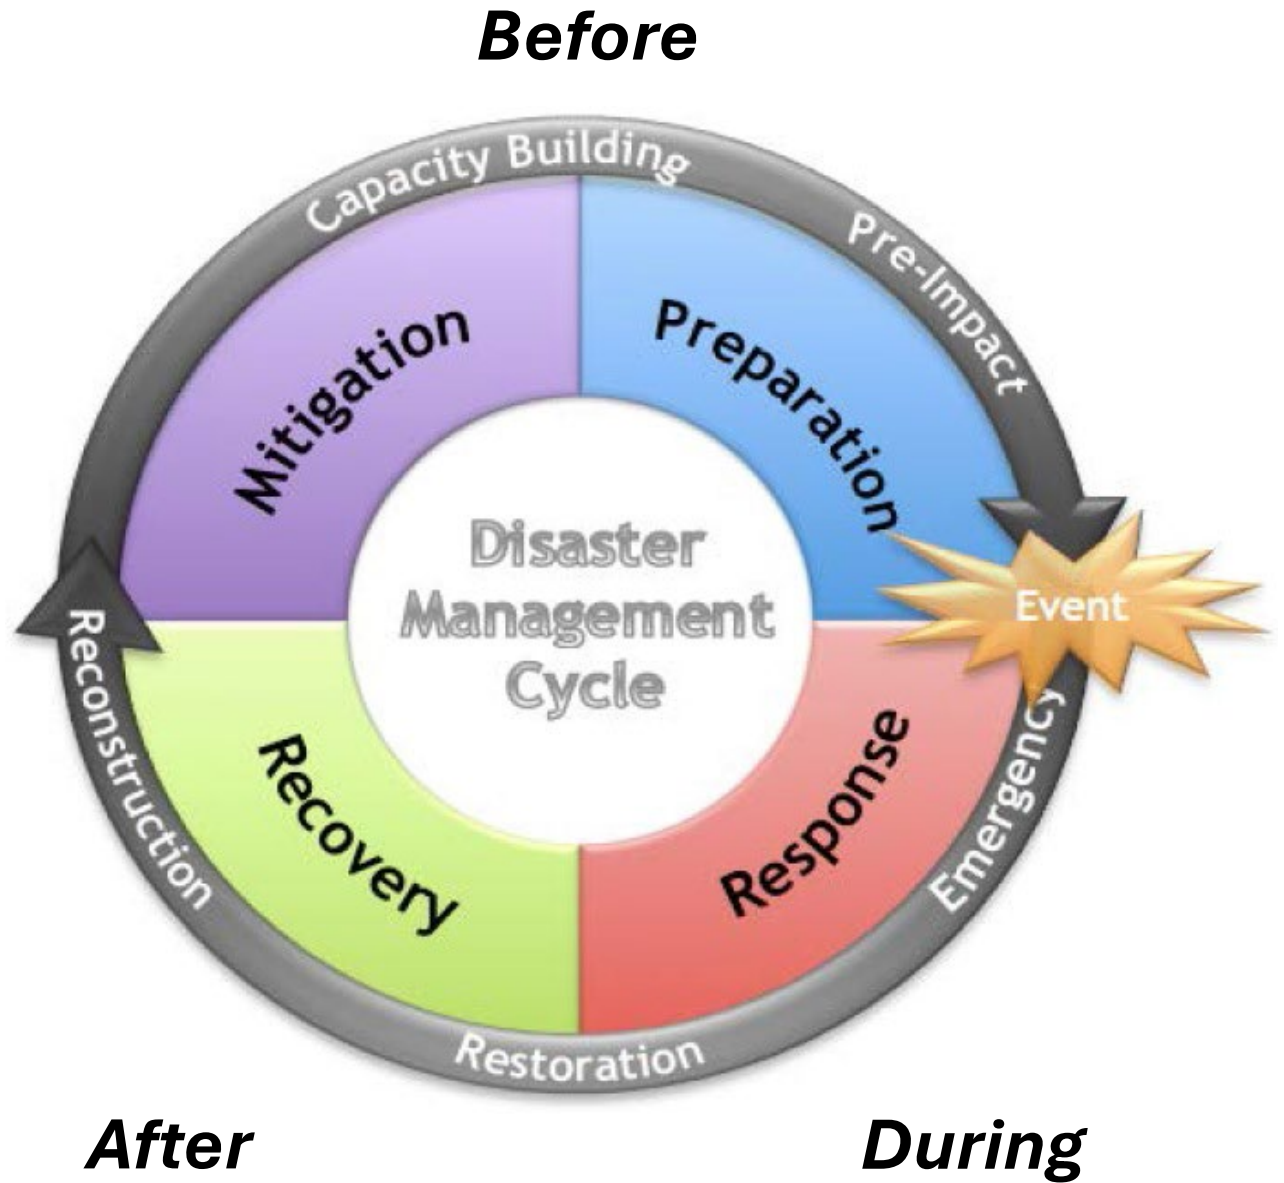 Before
Capacity Building
Pre-Impact
Mitigation
Preparation
Disaster
Management
Cycle
Event
Reconstruction
Recovery
Response
Emergency
Restoration
After
During